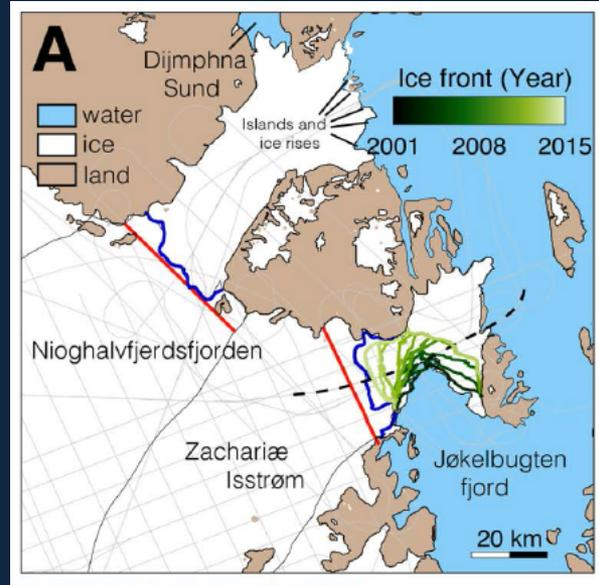 A
Dijmphna
Sund
Ice front (Year)
2001 2008 2015
water
ice
land
Islands and
ice rises
Nioghalvfjerdsfjorden
Zachariæ
Isstrøm
Jøkelbugten
fjord
20 km